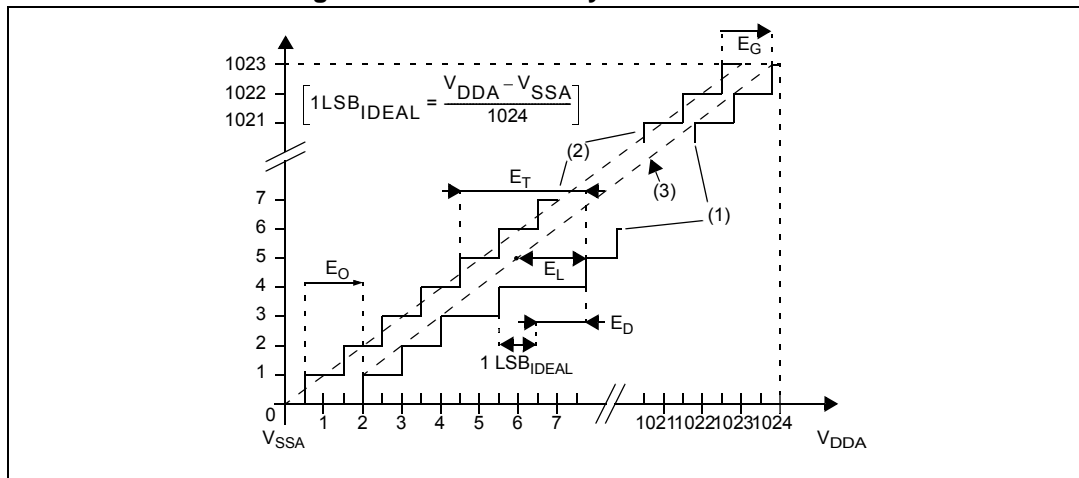 E_G
1023
1022
1021
[1LSB_IDEAL = (V_DDA – V_SSA) / 1024]
(2)
(3)
(1)
E_T
7
6
5
4
3
2
1
0
E_O
E_L
E_D
1 LSB_IDEAL
1 2 3 4 5 6 7 1021 1022 1023 1024
V_SSA
V_DDA